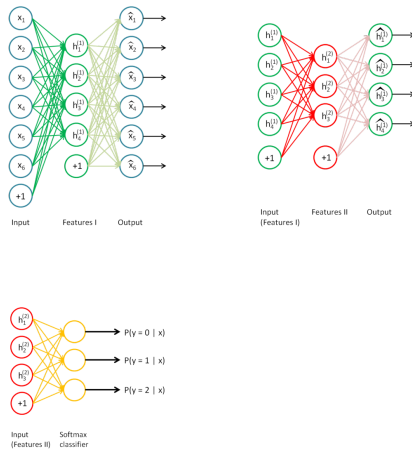 x₁ h₁⁽¹⁾ x̂₁
x₂ h₂⁽¹⁾ x̂₂
x₃ h₃⁽¹⁾ x̂₃
x₄ h₄⁽¹⁾ x̂₄
x₅ +1 x̂₅
x₆ x̂₆
+1
Input Features I Output
h₁⁽¹⁾ h₁⁽²⁾ ĥ₁⁽¹⁾
h₂⁽¹⁾ h₂⁽²⁾ ĥ₂⁽¹⁾
h₃⁽¹⁾ h₃⁽²⁾ ĥ₃⁽¹⁾
h₄⁽¹⁾ ĥ₄⁽¹⁾
+1 +1
Input Features II Output
(Features I)
h₁⁽²⁾ P(y = 0 | x)
h₂⁽²⁾ P(y = 1 | x)
h₃⁽²⁾ P(y = 2 | x)
+1
Input Softmax
(Features II) classifier